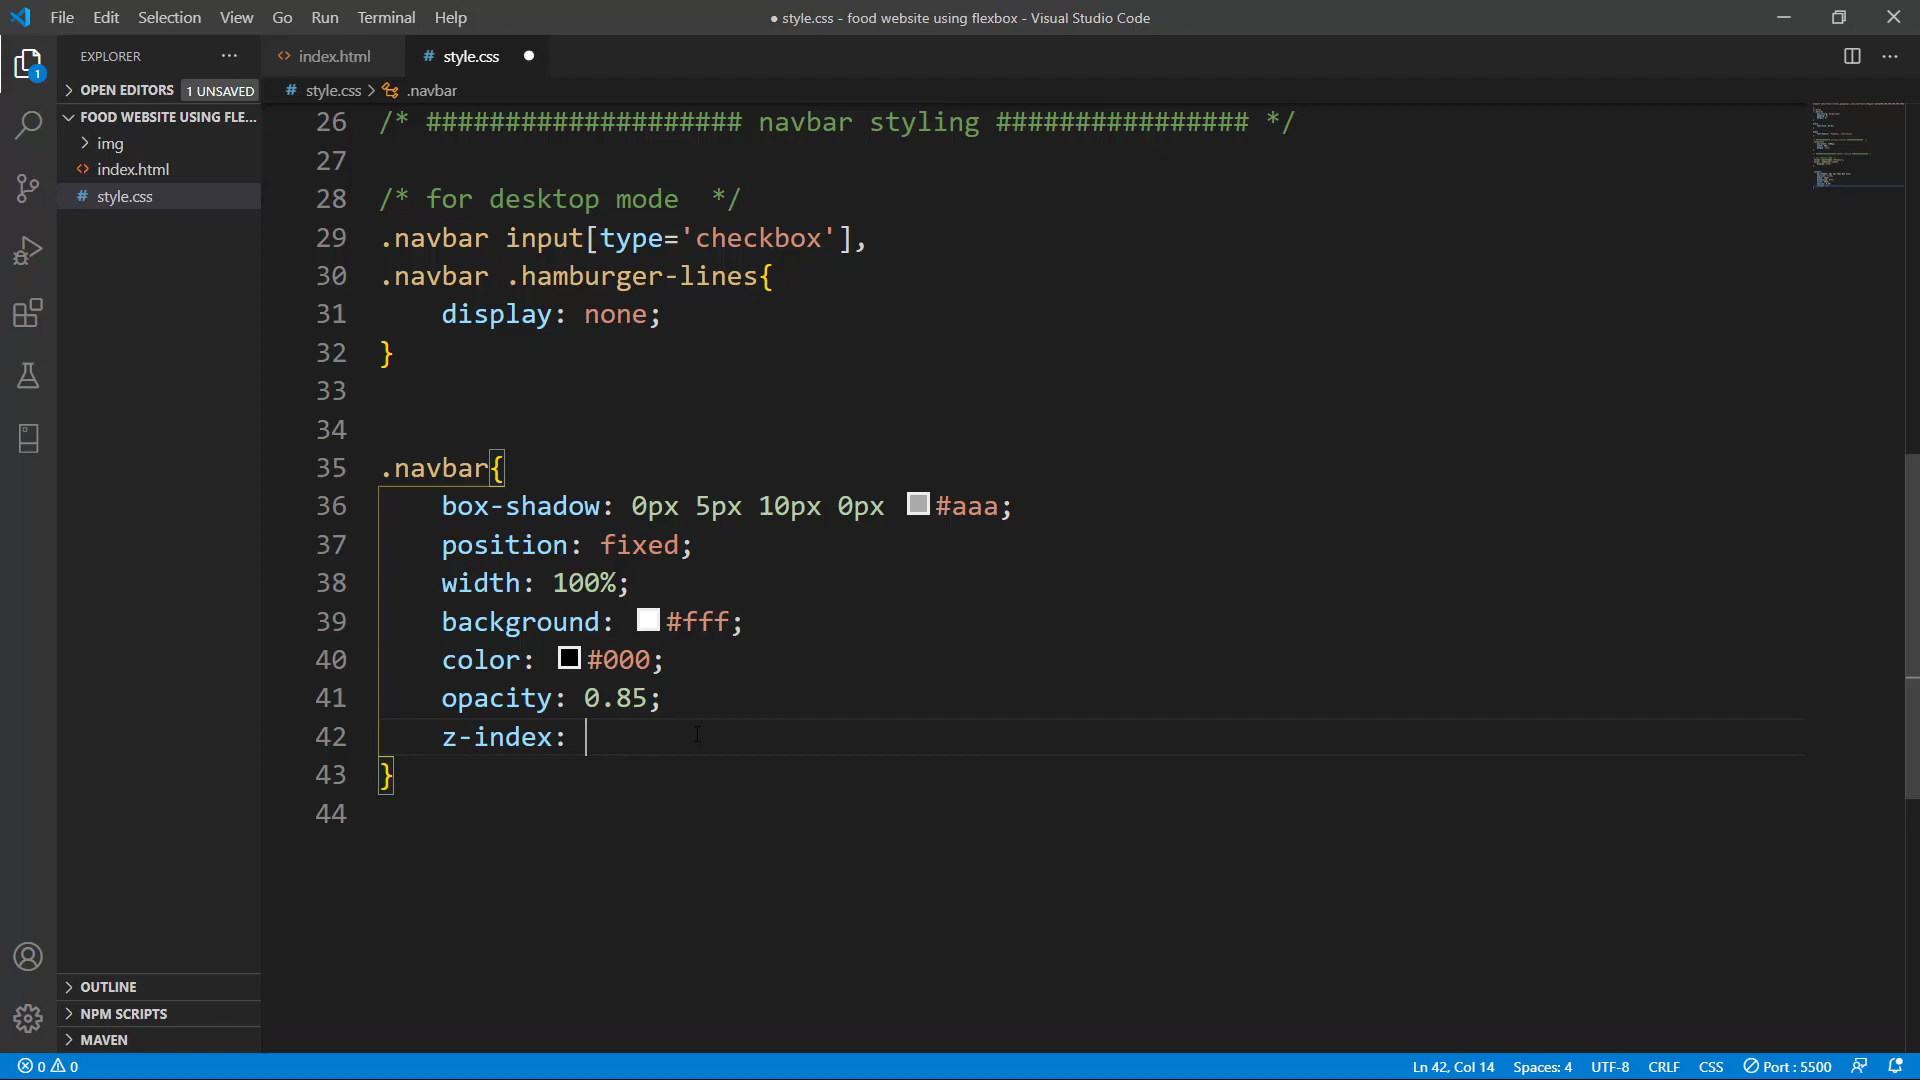 File Edit Selection View Go Run Terminal Help
● style.css - food website using flexbox - Visual Studio Code
EXPLORER ···
index.html
# style.css ●
OPEN EDITORS 1 UNSAVED
# style.css > .navbar
FOOD WEBSITE USING FLE...
img
index.html
# style.css
1
26 /* #################### navbar styling ################ */
27
28 /* for desktop mode  */
29 .navbar input[type='checkbox'],
30 .navbar .hamburger-lines{
31     display: none;
32 }
33
34
35 .navbar{
36     box-shadow: 0px 5px 10px 0px #aaa;
37     position: fixed;
38     width: 100%;
39     background: #fff;
40     color: #000;
41     opacity: 0.85;
42     z-index:
43 }
44
OUTLINE
NPM SCRIPTS
MAVEN
0 0
Ln 42, Col 14 Spaces: 4 UTF-8 CRLF CSS Port : 5500